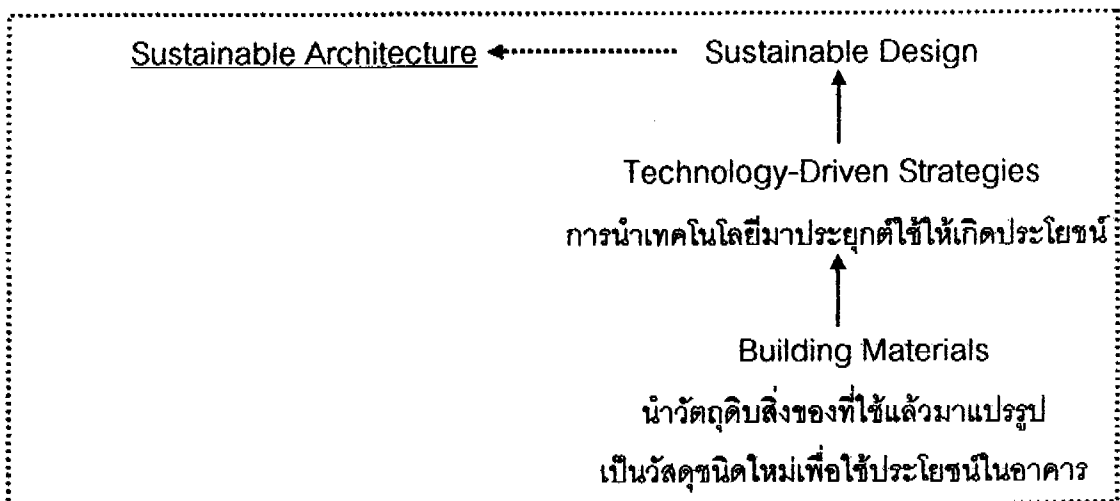 Sustainable Architecture Sustainable Design
Technology-Driven Strategies
การนำเทคโนโลยีมาประยุกต์ใช้ให้เกิดประโยชน์
Building Materials
นำวัตถุดิบสิ่งของที่ใช้แล้วมาแปรรูป
เป็นวัสดุชนิดใหม่เพื่อใช้ประโยชน์ในอาคาร